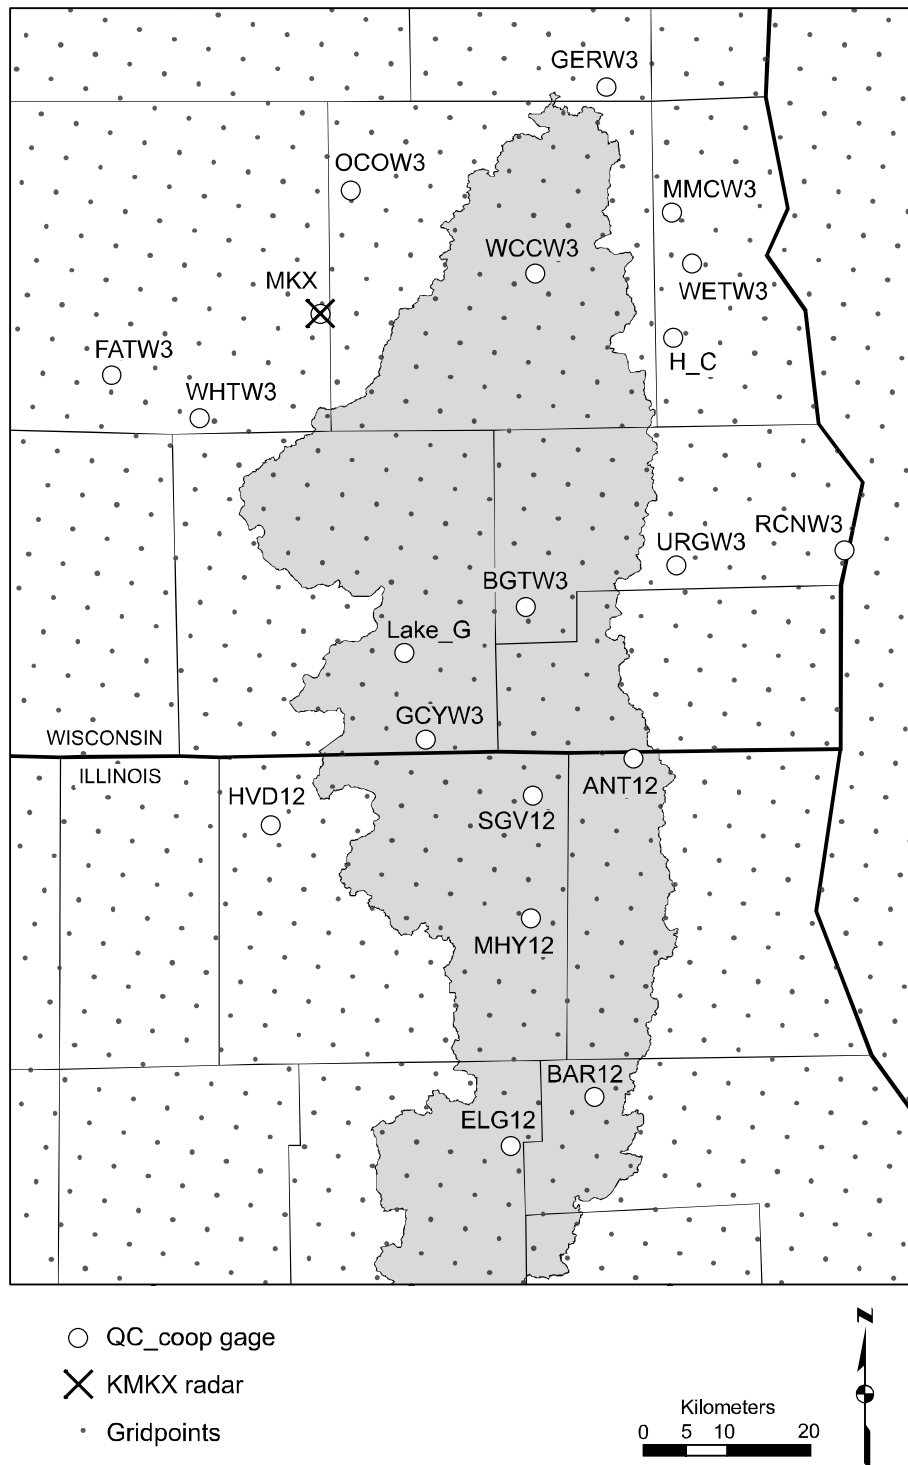 GERW3
OCOW3
MMCW3
WCCW3
MKX
WETW3
FATW3
H_C
WHTW3
RCNW3
URGW3
BGTW3
Lake_G
GCYW3
WISCONSIN
ILLINOIS
ANT12
HVD12
SGV12
MHY12
BAR12
ELG12
QC_coop gage
KMKX radar
Gridpoints
N
Kilometers
0 5 10 20